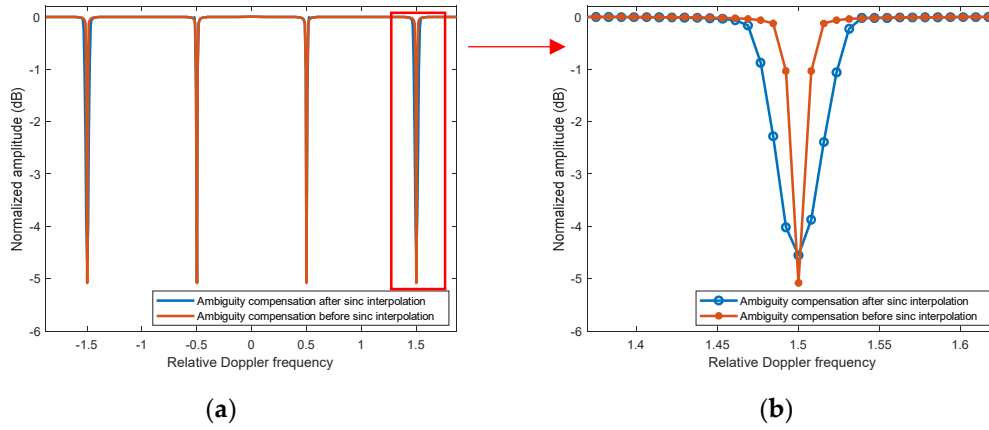 0
-1
-2
-3
-4
-5
-6
Normalized amplitude (dB)
Ambiguity compensation after sinc interpolation
Ambiguity compensation before sinc interpolation
-1.5 -1 -0.5 0 0.5 1 1.5
Relative Doppler frequency
(a)
0
-1
-2
-3
-4
-5
-6
Normalized amplitude (dB)
Ambiguity compensation after sinc interpolation
Ambiguity compensation before sinc interpolation
1.4 1.45 1.5 1.55 1.6
Relative Doppler frequency
(b)